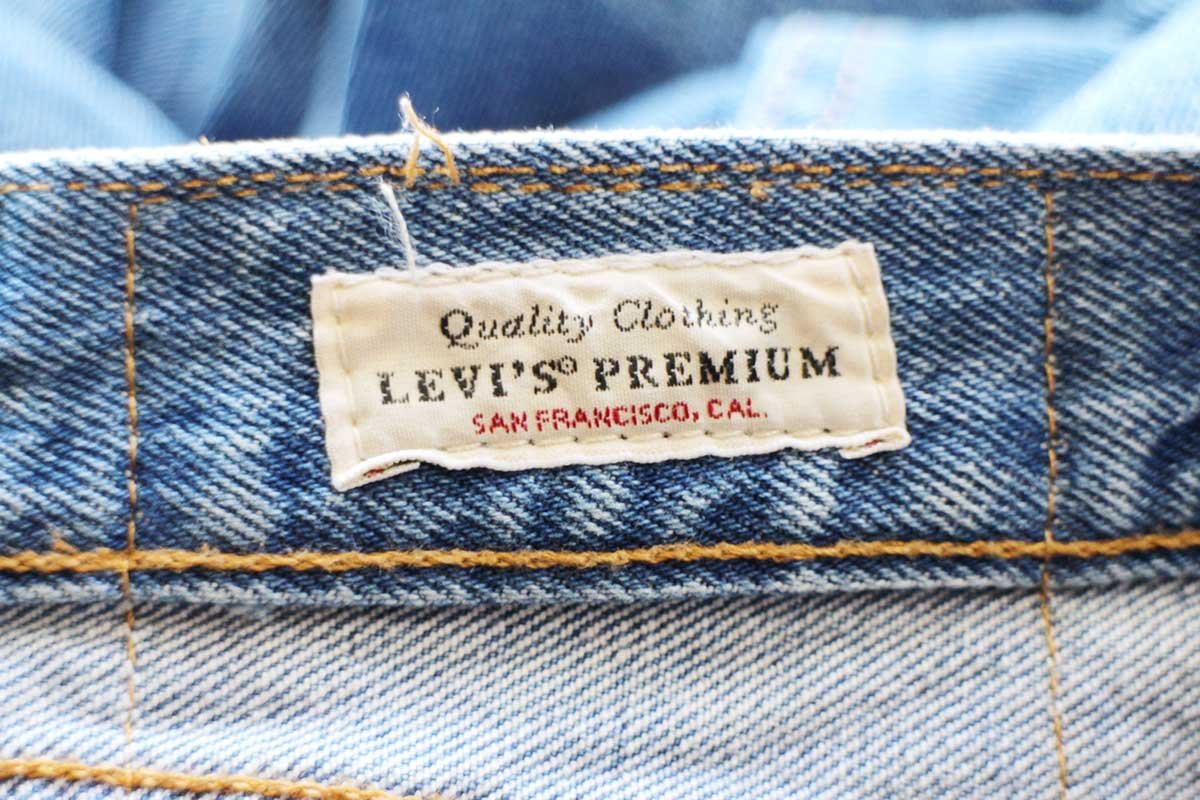 Quality Clothing
LEVI'S® PREMIUM
SAN FRANCISCO, CAL.